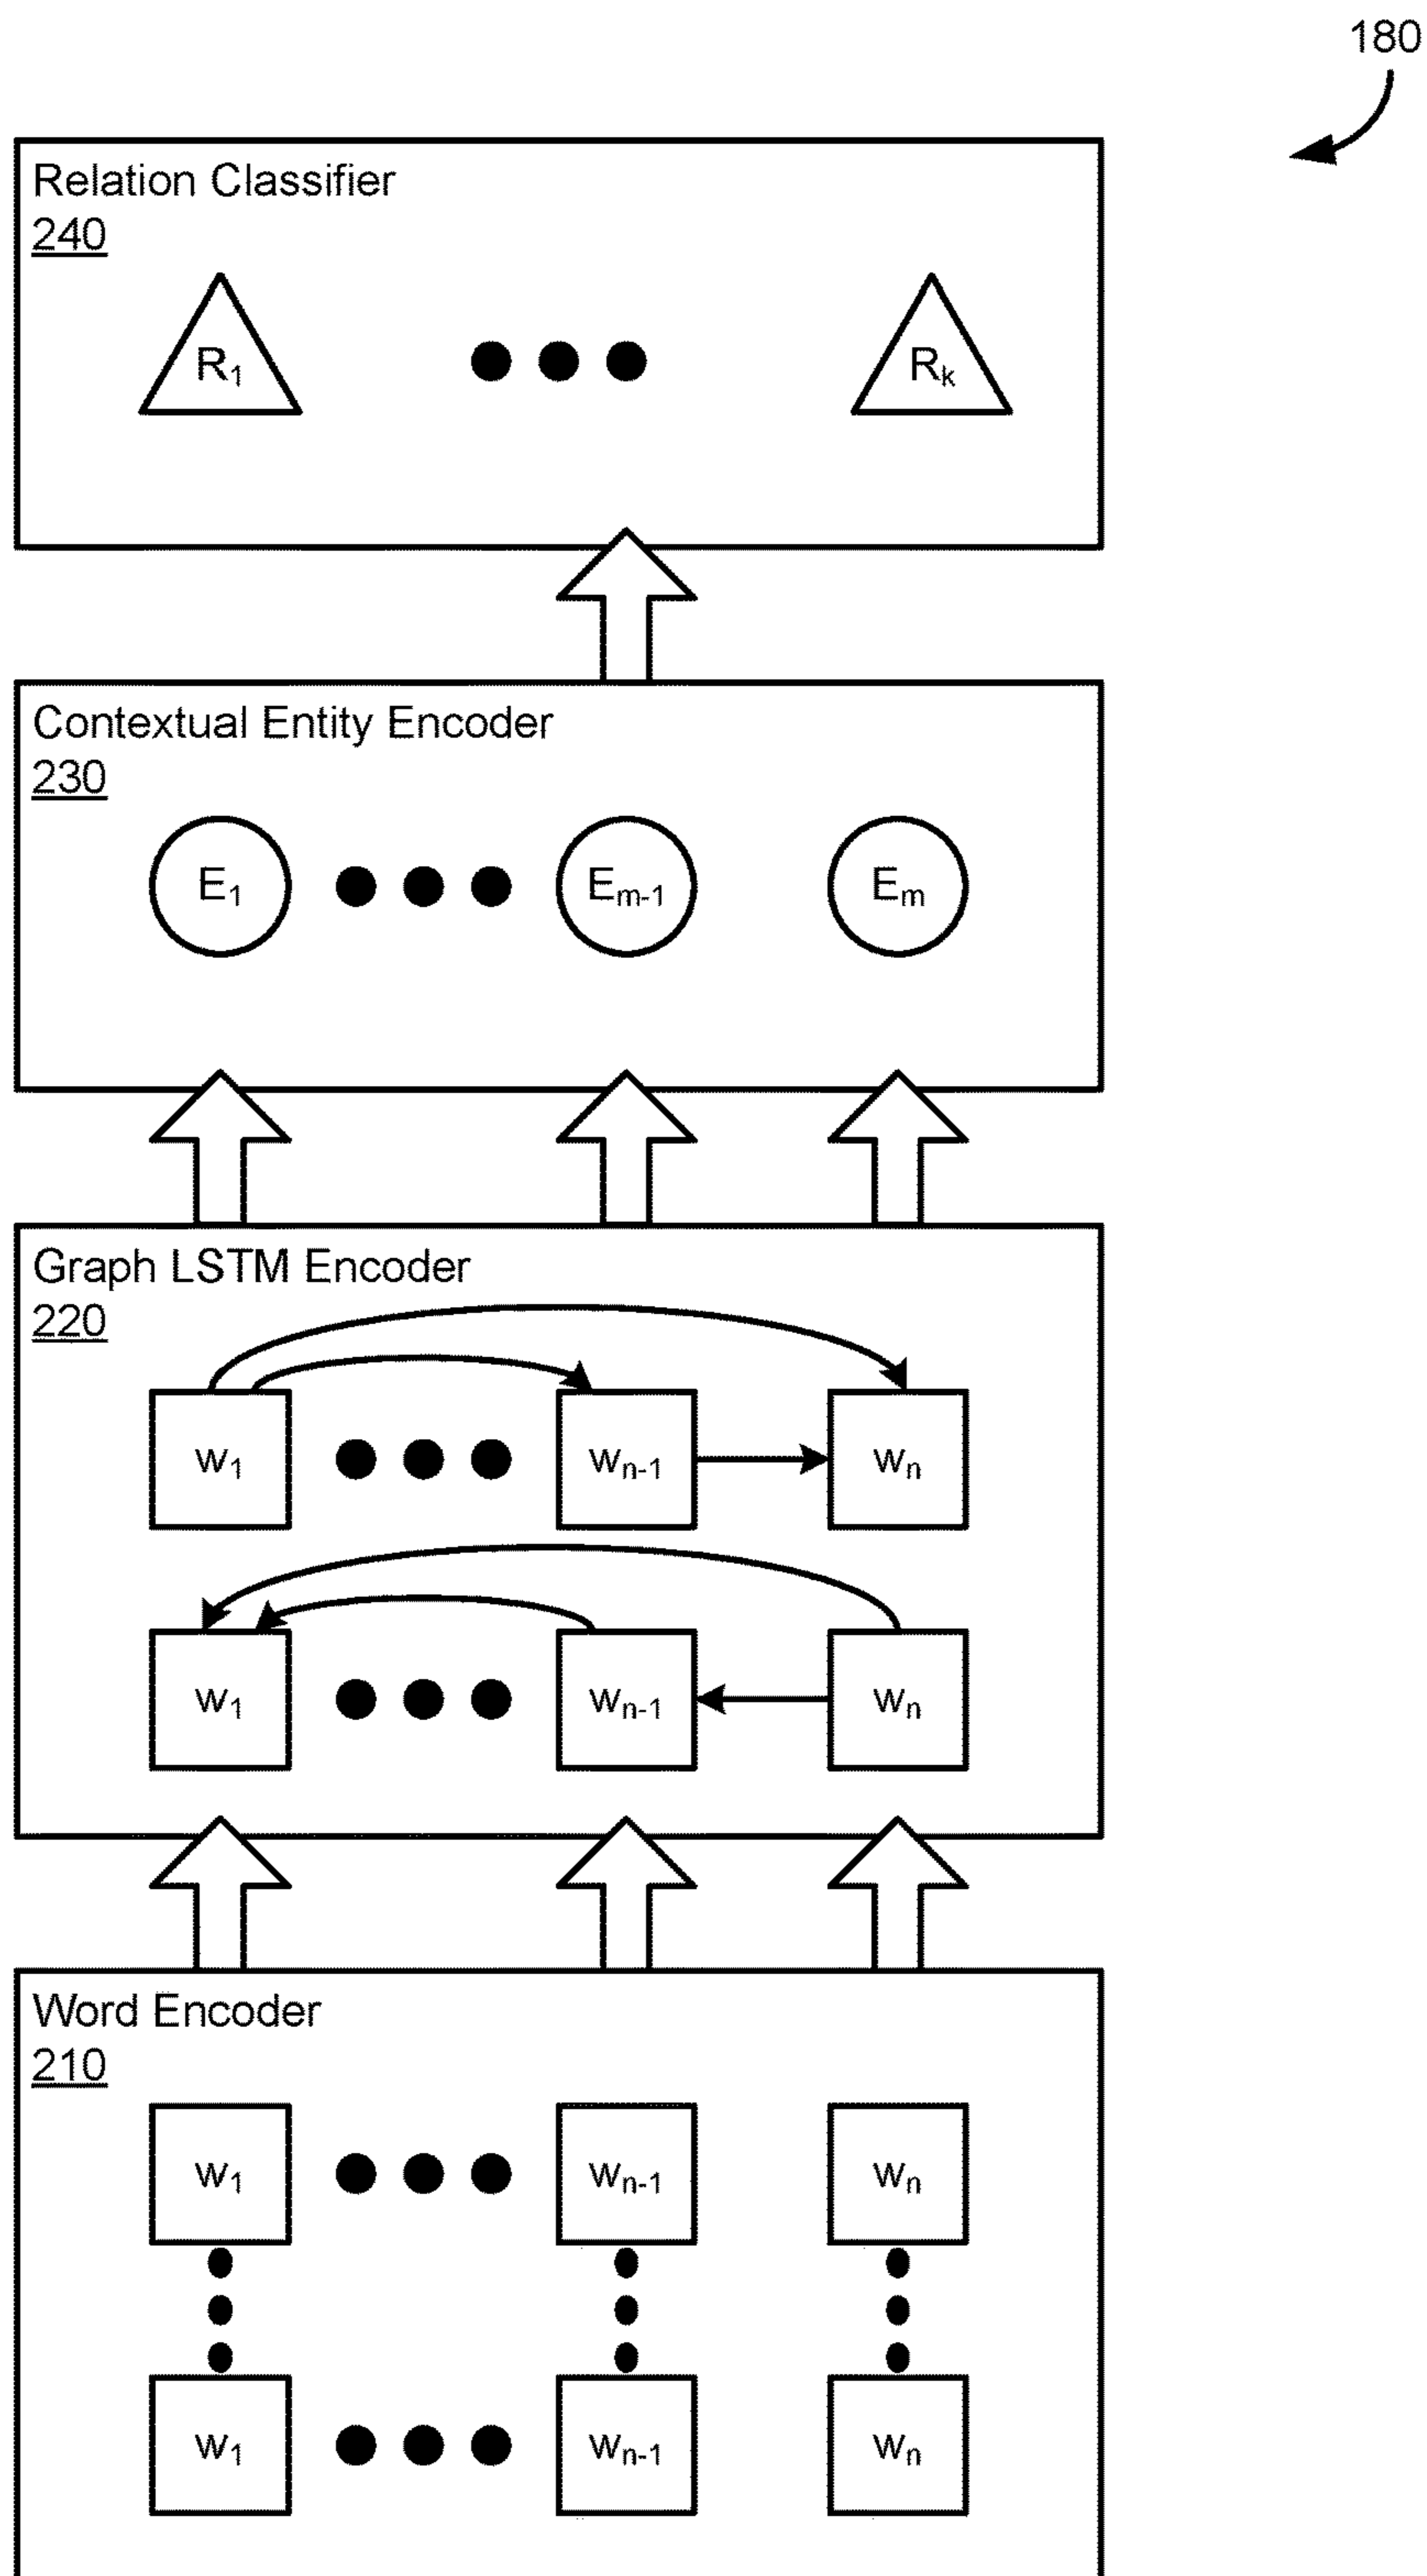 180
Relation Classifier
240
R₁ Rₖ
Contextual Entity Encoder
230
E₁ Eₘ₋₁ Eₘ
Graph LSTM Encoder
220
w₁ wₙ₋₁ wₙ
w₁ wₙ₋₁ wₙ
Word Encoder
210
w₁ wₙ₋₁ wₙ
w₁ wₙ₋₁ wₙ